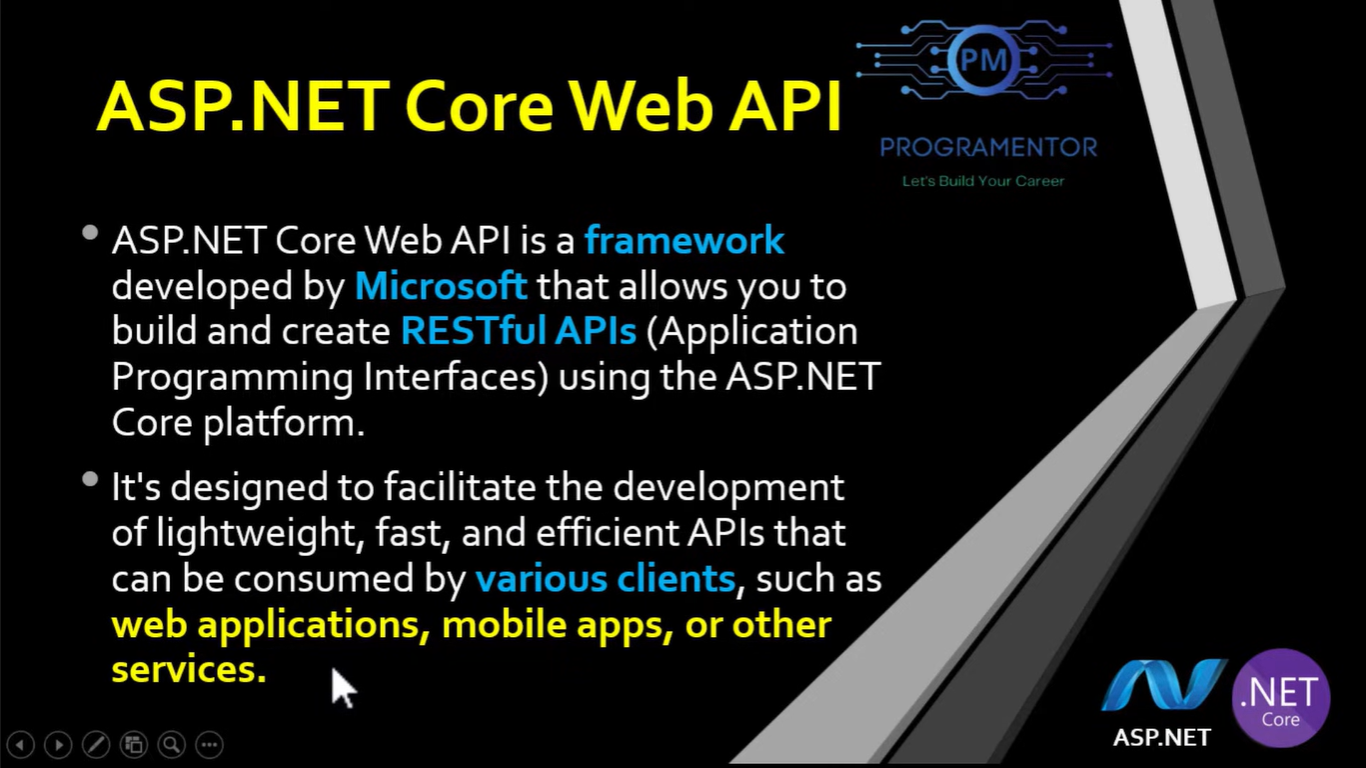 PM
ASP.NET Core Web API
PROGRAMENTOR
Let's Build Your Career
• ASP.NET Core Web API is a framework
developed by Microsoft that allows you to
build and create RESTful APIs (Application
Programming Interfaces) using the ASP.NET
Core platform.
• It's designed to facilitate the development
of lightweight, fast, and efficient APIs that
can be consumed by various clients, such as
web applications, mobile apps, or other
services.
.NET
Core
ASP.NET